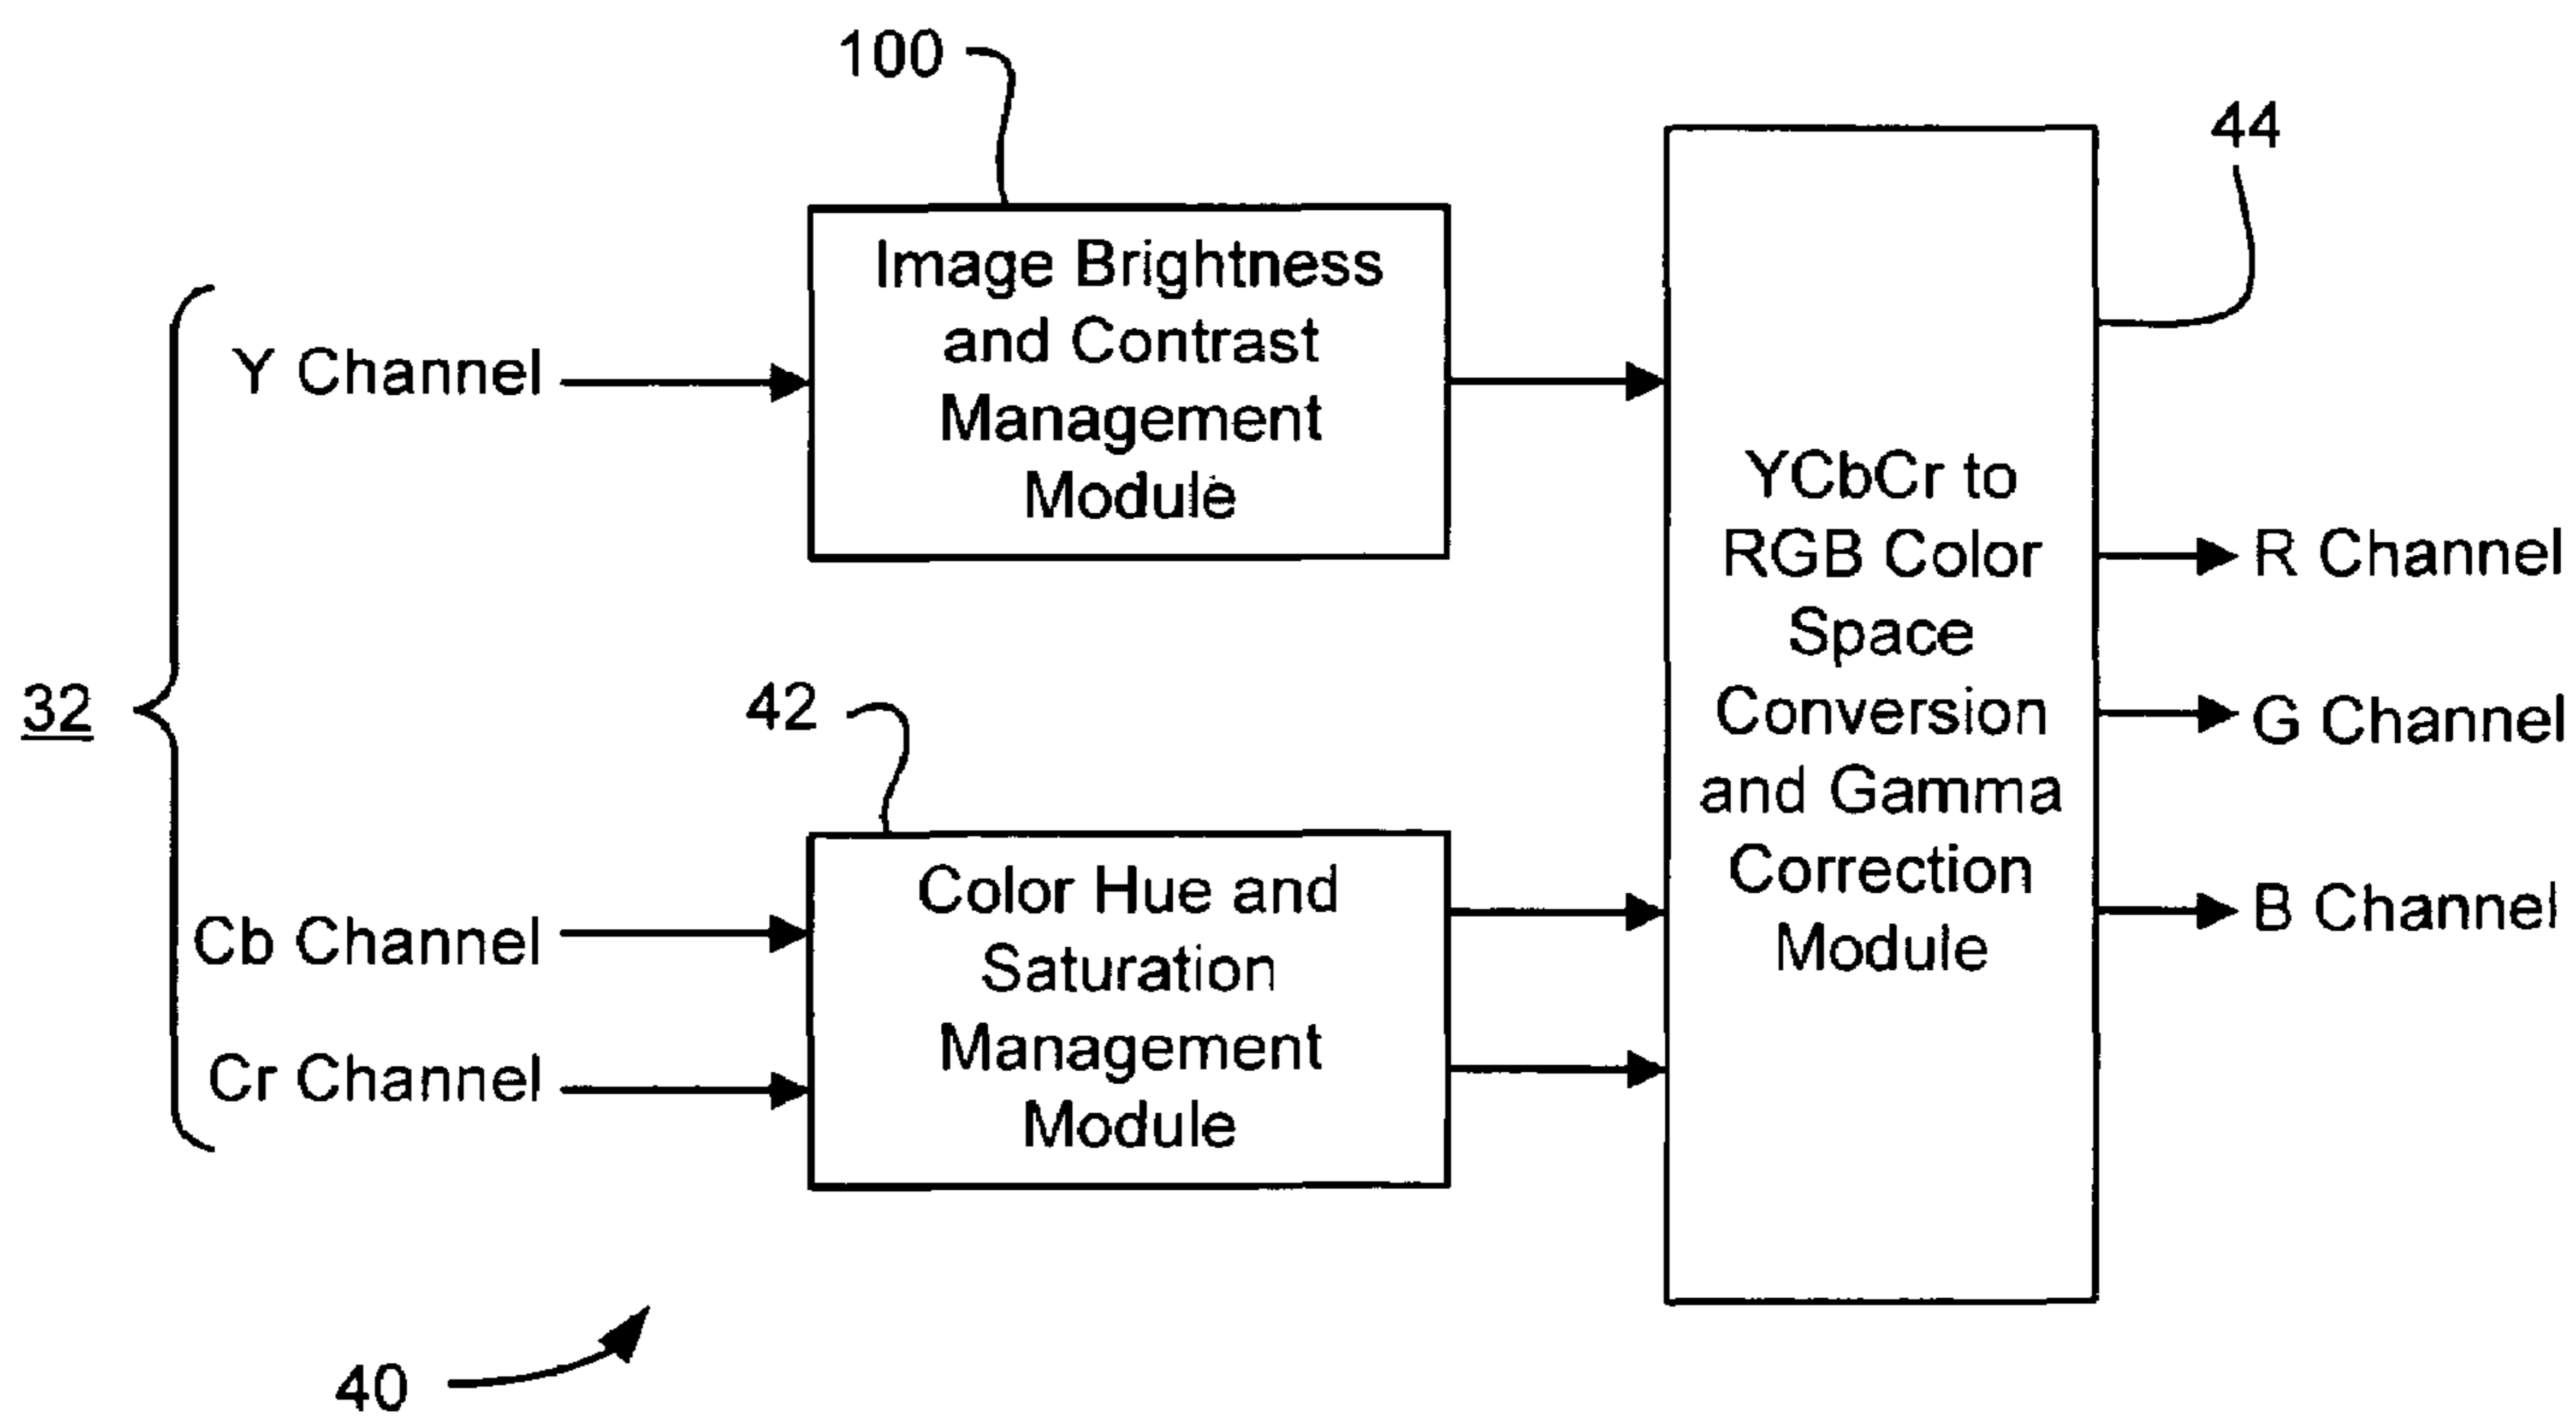 100
44
Image Brightness
and Contrast
Management
Module
Y Channel
32
42
Cb Channel
Cr Channel
Color Hue and
Saturation
Management
Module
YCbCr to
RGB Color
Space
Conversion
and Gamma
Correction
Module
R Channel
G Channel
B Channel
40